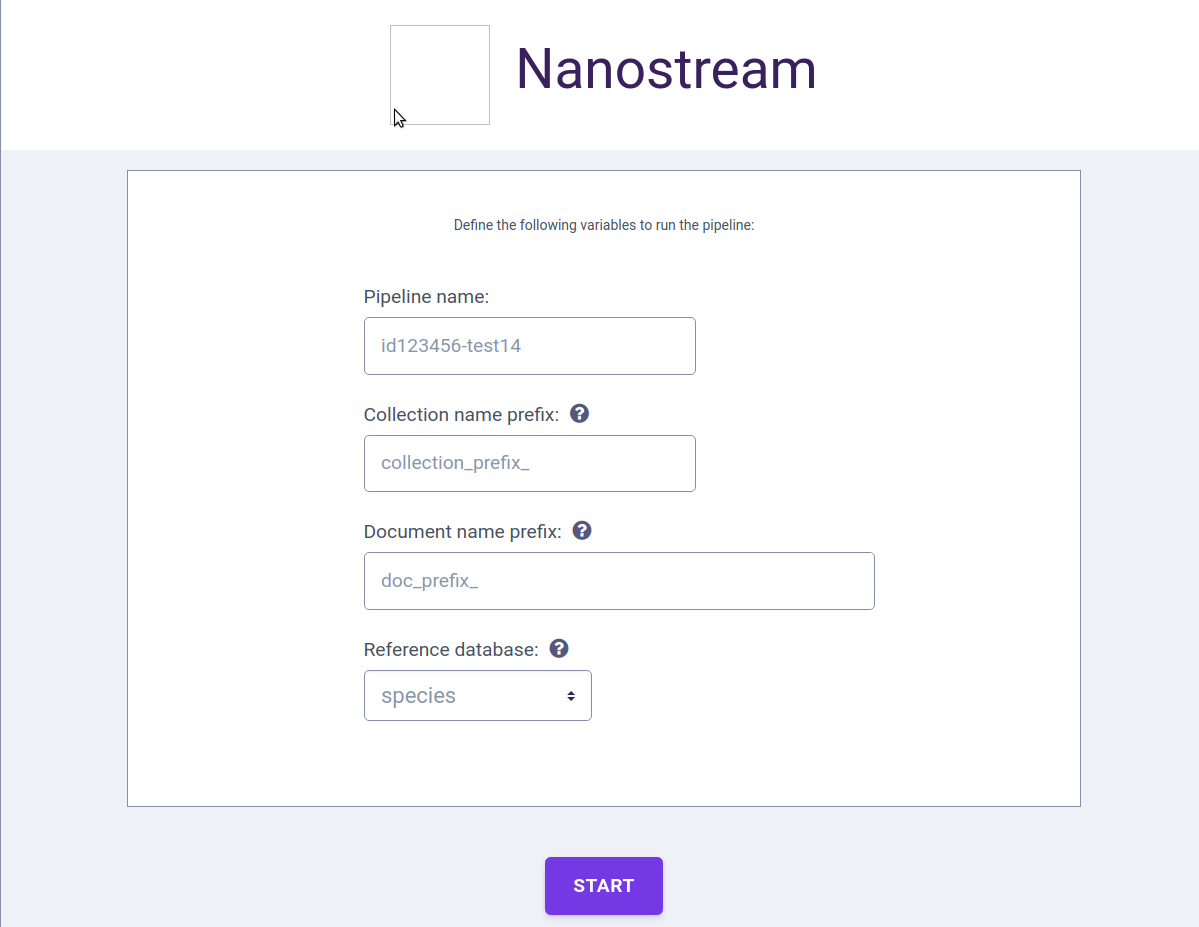 Nanostream
Define the following variables to run the pipeline:
Pipeline name:
id123456-test14
Collection name prefix: ?
collection_prefix_
Document name prefix: ?
doc_prefix_
Reference database: ?
species
START